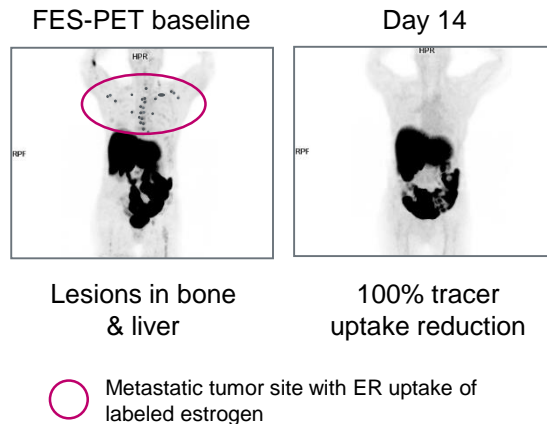 FES-PET baseline
Day 14
HPR
HPR
RPF
RPF
Lesions in bone
& liver
100% tracer
uptake reduction
Metastatic tumor site with ER uptake of
labeled estrogen